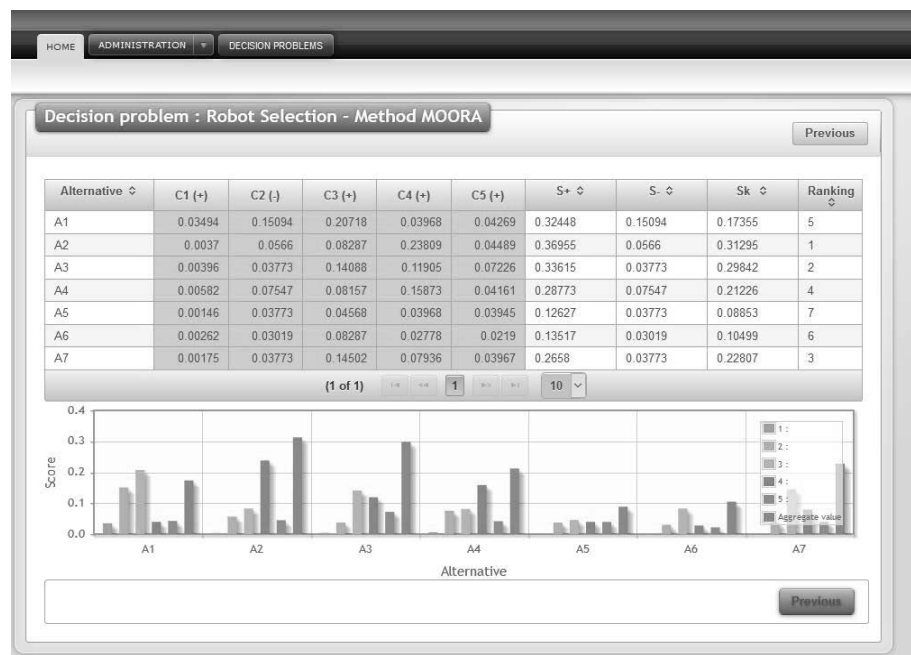 HOME ADMINISTRATION DECISION PROBLEMS
Decision problem : Robot Selection - Method MOORA
Previous
Alternative C1 (+) C2 (-) C3 (+) C4 (+) C5 (+) S+ S- Sk Ranking
A1 0.03494 0.15094 0.20718 0.03968 0.04269 0.32448 0.15094 0.17355 5
A2 0.0037 0.0566 0.08287 0.23809 0.04489 0.36955 0.0566 0.31295 1
A3 0.00396 0.03773 0.14088 0.11905 0.07226 0.33615 0.03773 0.29842 2
A4 0.00582 0.07547 0.08157 0.15873 0.04161 0.28773 0.07547 0.21226 4
A5 0.00146 0.03773 0.04568 0.03968 0.03945 0.12627 0.03773 0.08853 7
A6 0.00262 0.03019 0.08287 0.02778 0.0219 0.13517 0.03019 0.10499 6
A7 0.00175 0.03773 0.14502 0.07936 0.03967 0.2658 0.03773 0.22807 3
(1 of 1) 1 10
0.4
0.3
0.2
0.1
0.0
Score
1 :
2 :
3 :
4 :
5 :
Aggregate value
A1 A2 A3 A4 A5 A6 A7
Alternative
Previous